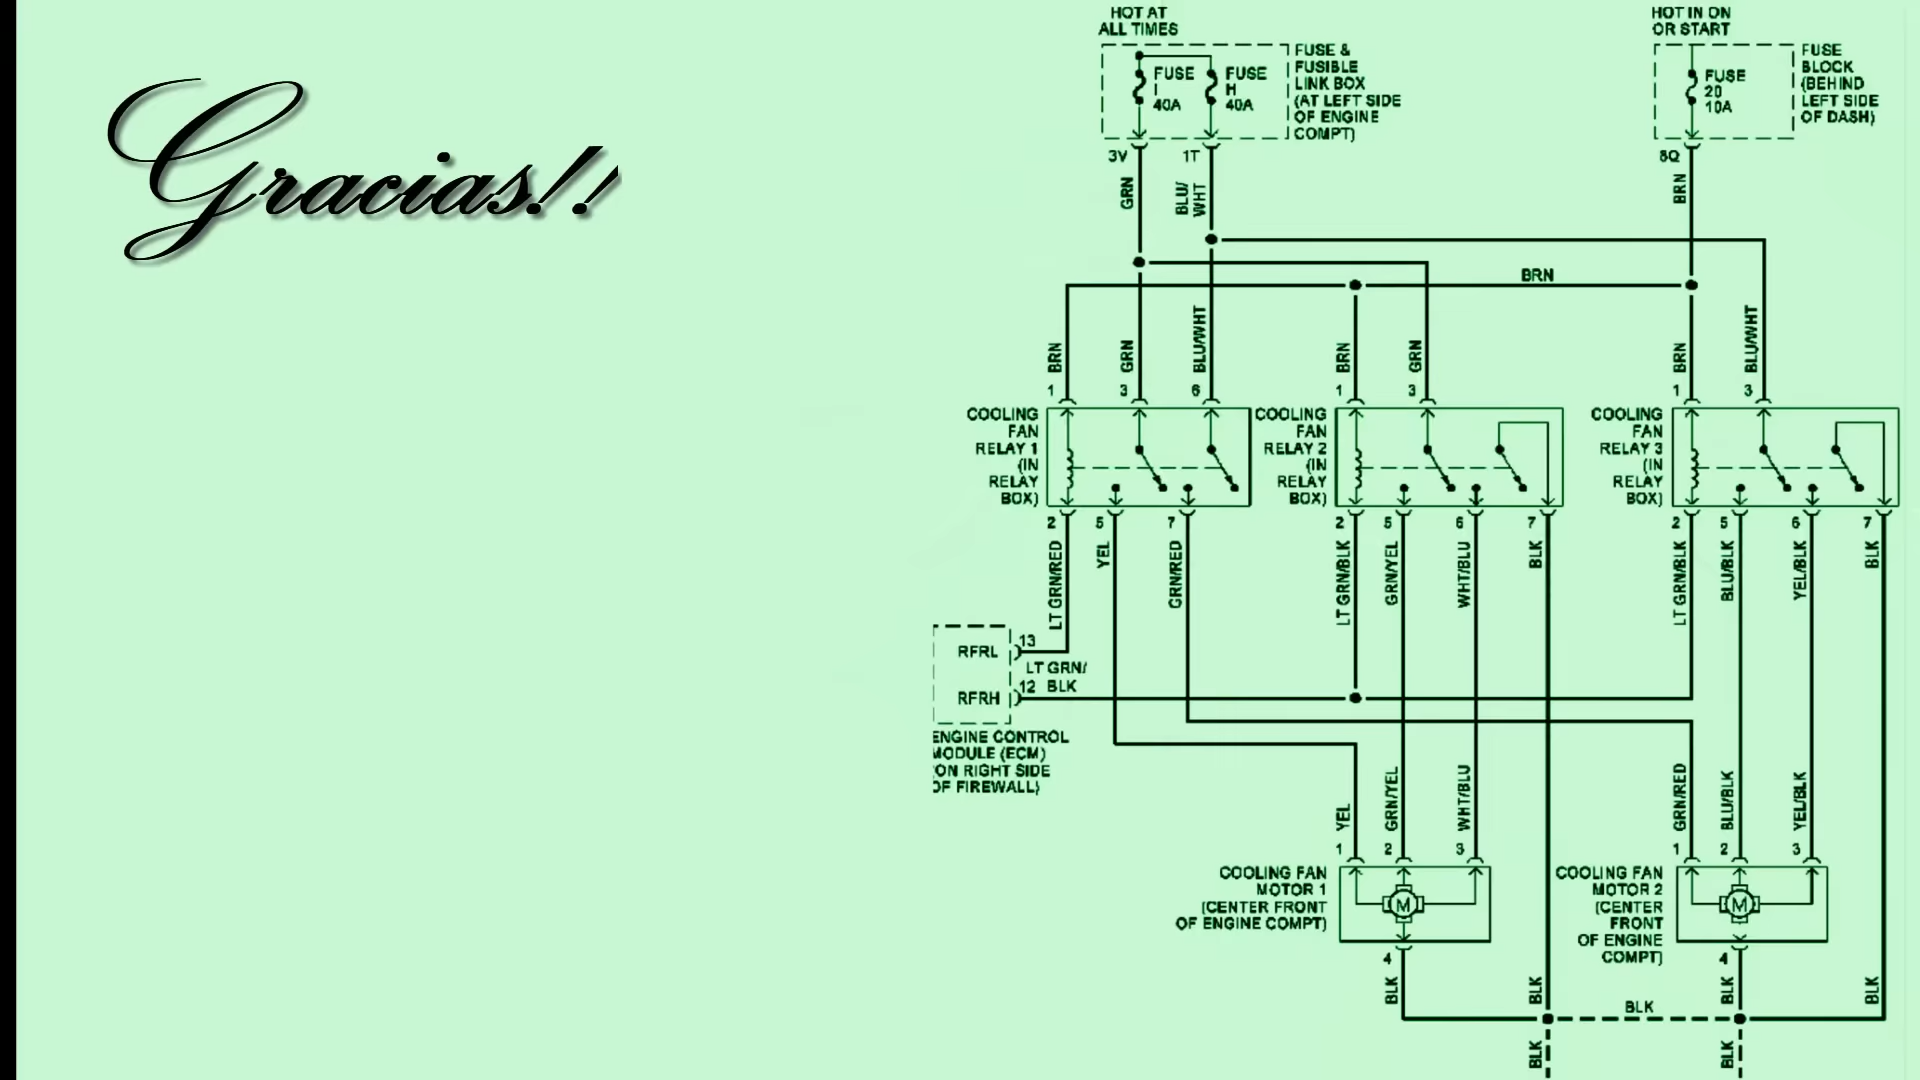 Gracias!!
HOT AT
ALL TIMES
FUSE
I
40A
FUSE
H
40A
FUSE &
FUSIBLE
LINK BOX
(AT LEFT SIDE
OF ENGINE
COMPT)
HOT IN ON
OR START
FUSE
20
10A
FUSE
BLOCK
(BEHIND
LEFT SIDE
OF DASH)
3V
1T
8Q
GRN
BLU/
WHT
BRN
BRN
BRN
GRN
BLU/WHT
BRN
GRN
BRN
BLU/WHT
1
3
6
1
3
1
3
COOLING
FAN
RELAY 1
(IN
RELAY
BOX)
COOLING
FAN
RELAY 2
(IN
RELAY
BOX)
COOLING
FAN
RELAY 3
(IN
RELAY
BOX)
2
5
7
2
5
6
7
2
5
6
7
LT GRN/RED
YEL
GRN/RED
LT GRN/BLK
GRN/YEL
WHT/BLU
BLK
LT GRN/BLK
BLU/BLK
YEL/BLK
BLK
RFRL
13
LT GRN/
BLK
RFRH
12
ENGINE CONTROL
MODULE (ECM)
(ON RIGHT SIDE
OF FIREWALL)
YEL
GRN/YEL
WHT/BLU
GRN/RED
BLU/BLK
YEL/BLK
1
2
3
1
2
3
COOLING FAN
MOTOR 1
(CENTER FRONT
OF ENGINE COMPT)
M
COOLING FAN
MOTOR 2
(CENTER
FRONT
OF ENGINE
COMPT)
M
4
4
BLK
BLK
BLK
BLK
BLK
BLK
BLK